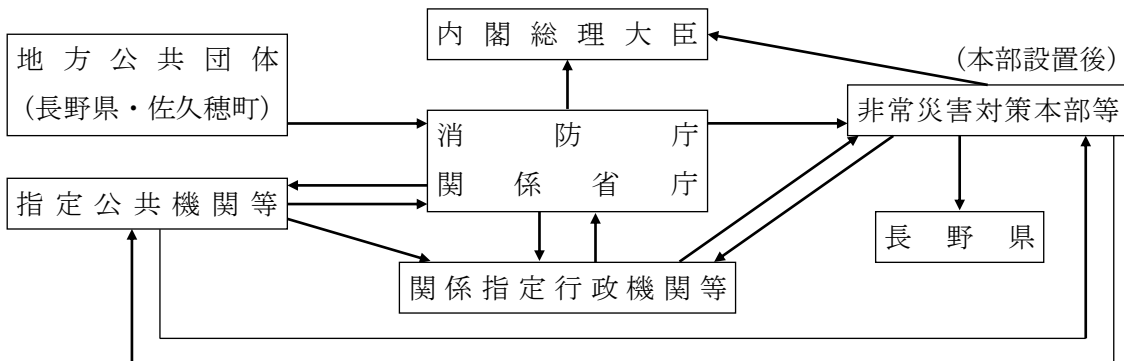 内閣総理大臣
地方公共団体
(長野県・佐久穂町)
(本部設置後)
消防庁
関係省庁
非常災害対策本部等
指定公共機関等
長野県
関係指定行政機関等